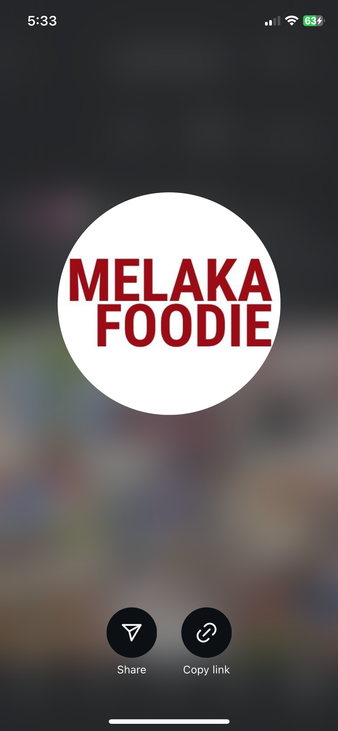 5:33
63
MELAKA
FOODIE
Share
Copy link